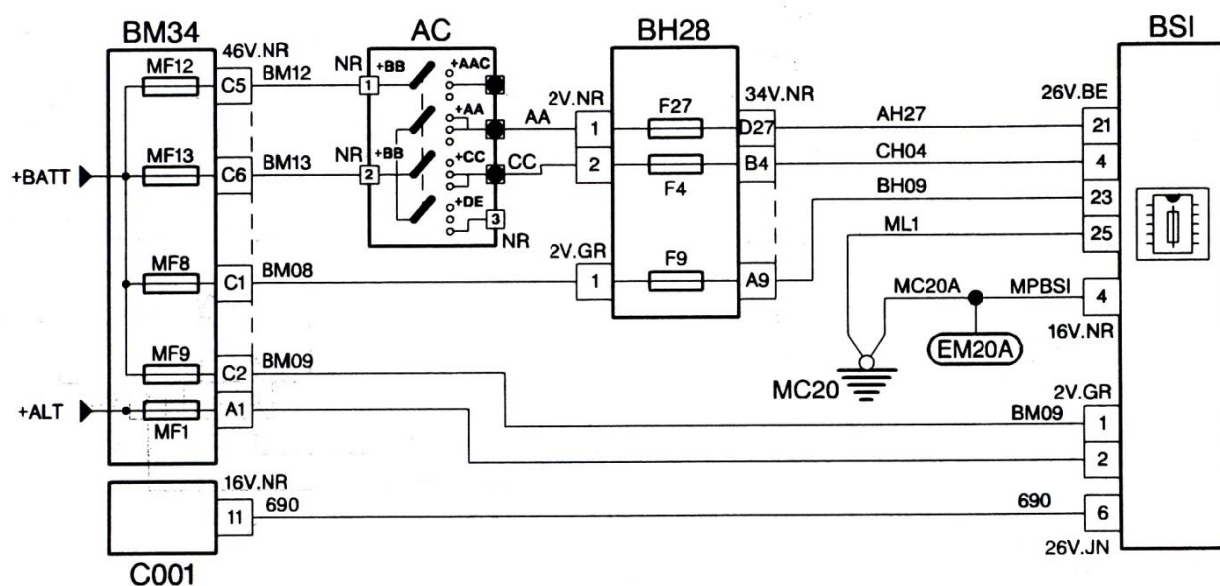 BM34
46V.NR
MF12
C5
BM12
MF13
C6
BM13
+BATT
MF8
C1
BM08
MF9
C2
BM09
+ALT
MF1
A1
16V.NR
11
690
C001
AC
NR
1
+BB
+AAC
+AA
AA
NR
2
+BB
+CC
CC
+DE
3
NR
BH28
2V.NR
34V.NR
1
F27
D27
AH27
2
F4
B4
CH04
BH09
ML1
2V.GR
1
F9
A9
MC20A
MPBSI
EM20A
MC20
BSI
26V.BE
21
4
23
25
4
16V.NR
2V.GR
BM09
1
2
690
6
26V.JN